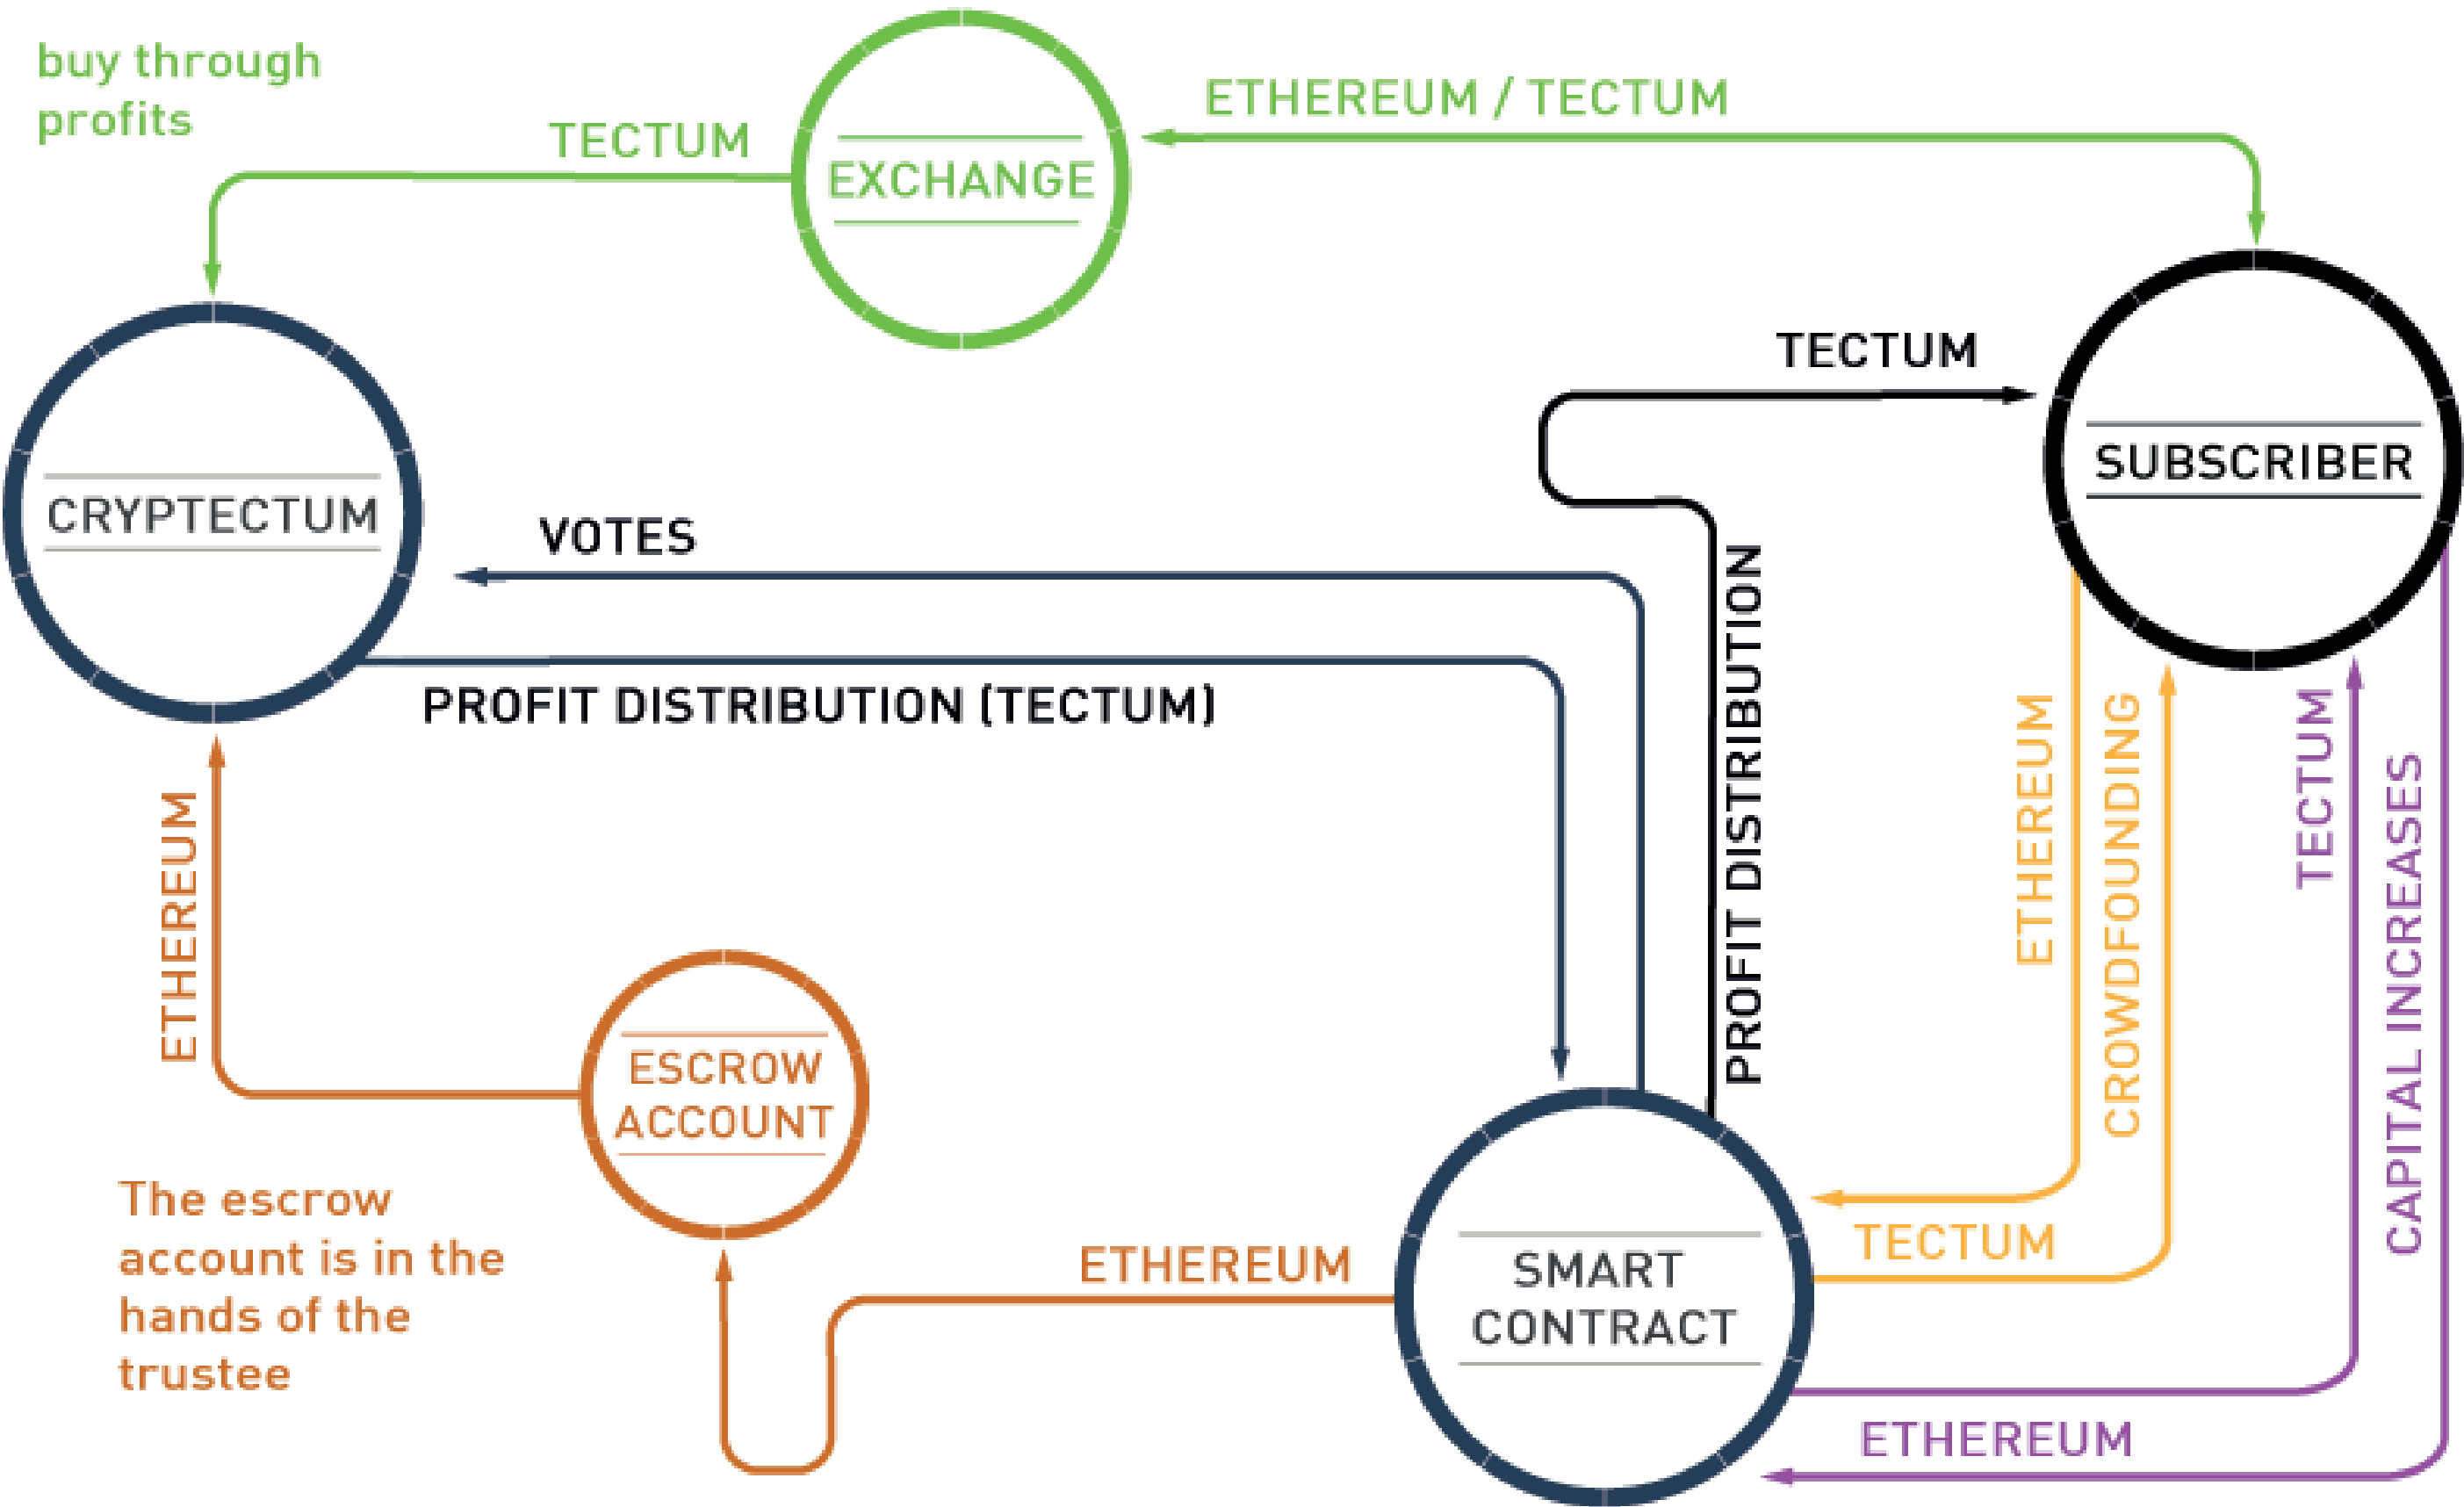 buy through
profits
TECTUM
EXCHANGE
ETHEREUM / TECTUM
TECTUM
SUBSCRIBER
CRYPTECTUM
VOTES
PROFIT DISTRIBUTION (TECTUM)
PROFIT DISTRIBUTION
ETHEREUM
CROWDFOUNDING
TECTUM
CAPITAL INCREASES
ETHEREUM
ESCROW
ACCOUNT
The escrow
account is in the
hands of the
trustee
ETHEREUM
SMART
CONTRACT
TECTUM
ETHEREUM